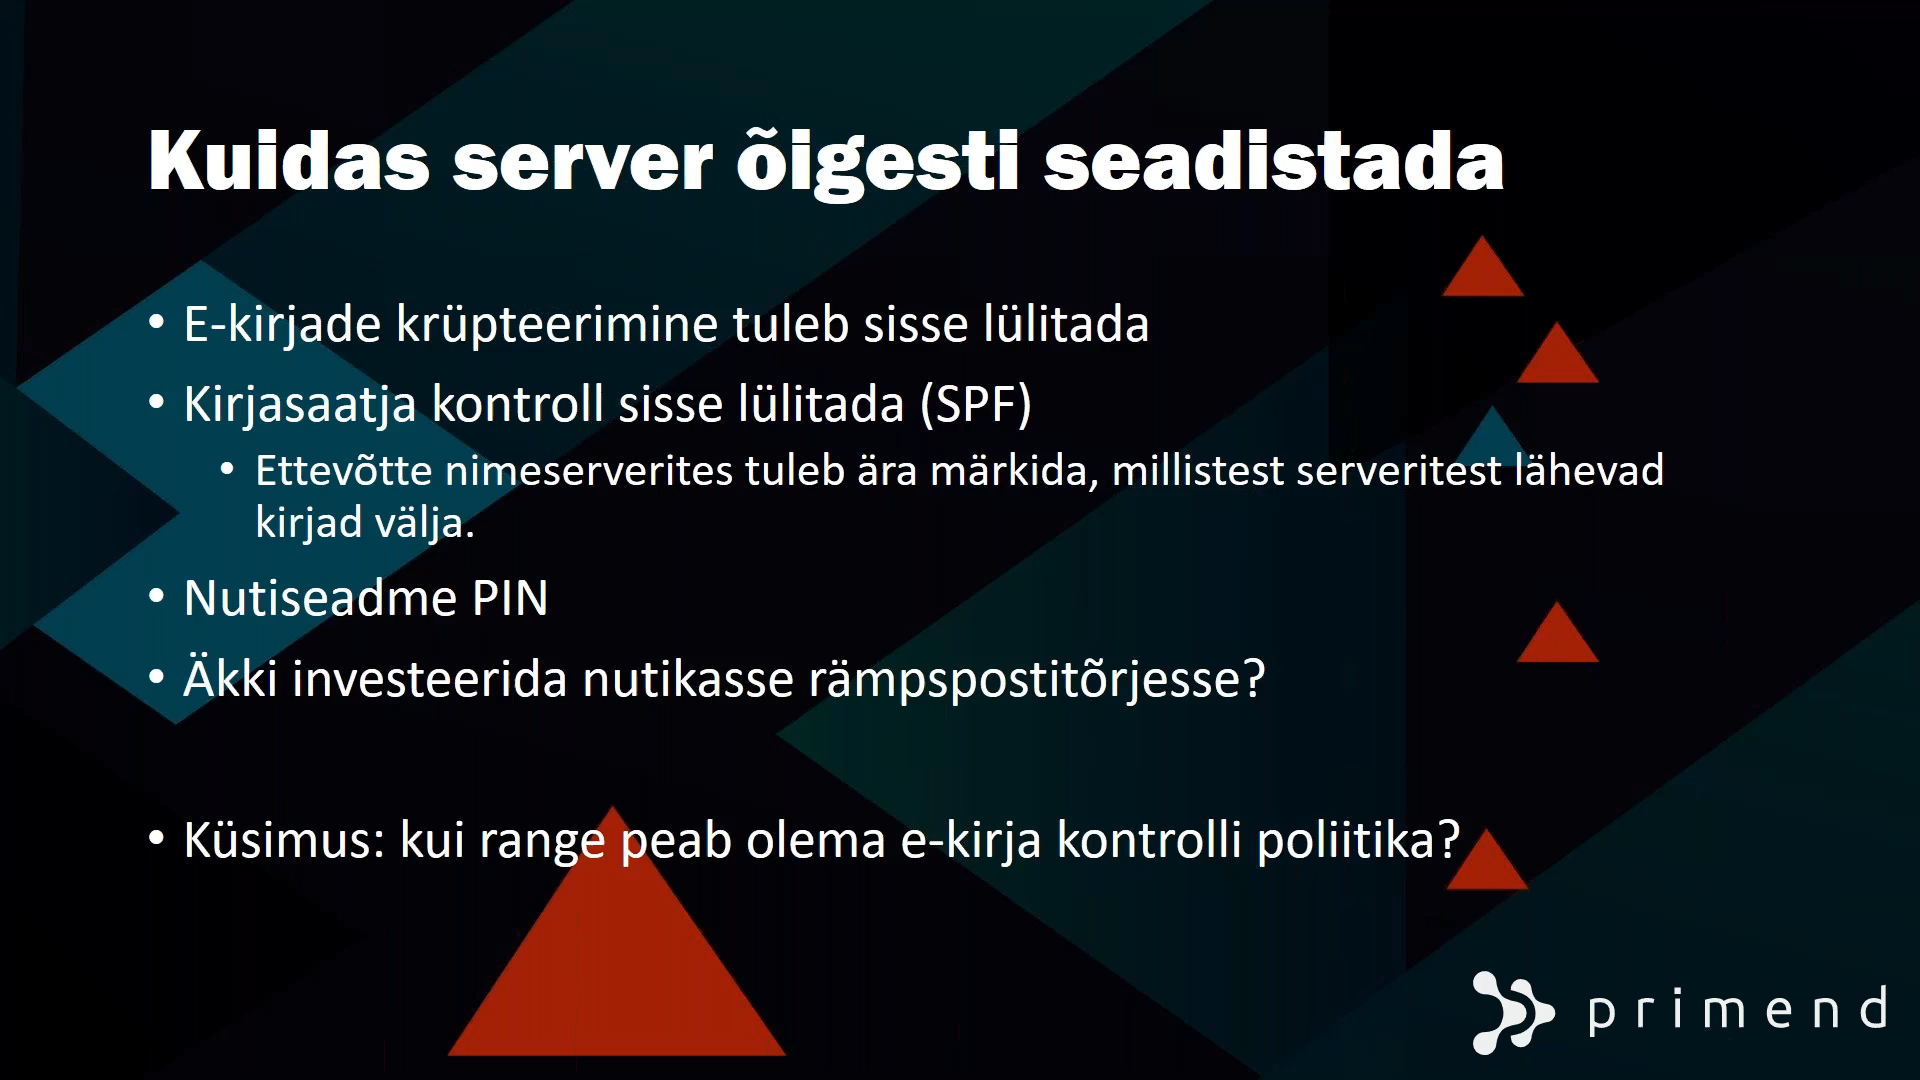 Kuidas server õigesti seadistada
• E-kirjade krüpteerimine tuleb sisse lülitada
• Kirjasaatja kontroll sisse lülitada (SPF)
• Ettevõtte nimeserverites tuleb ära märkida, millistest serveritest lähevad
kirjad välja.
• Nutiseadme PIN
• Äkki investeerida nutikasse rämpspostitõrjesse?
• Küsimus: kui range peab olema e-kirja kontrolli poliitika?
primend